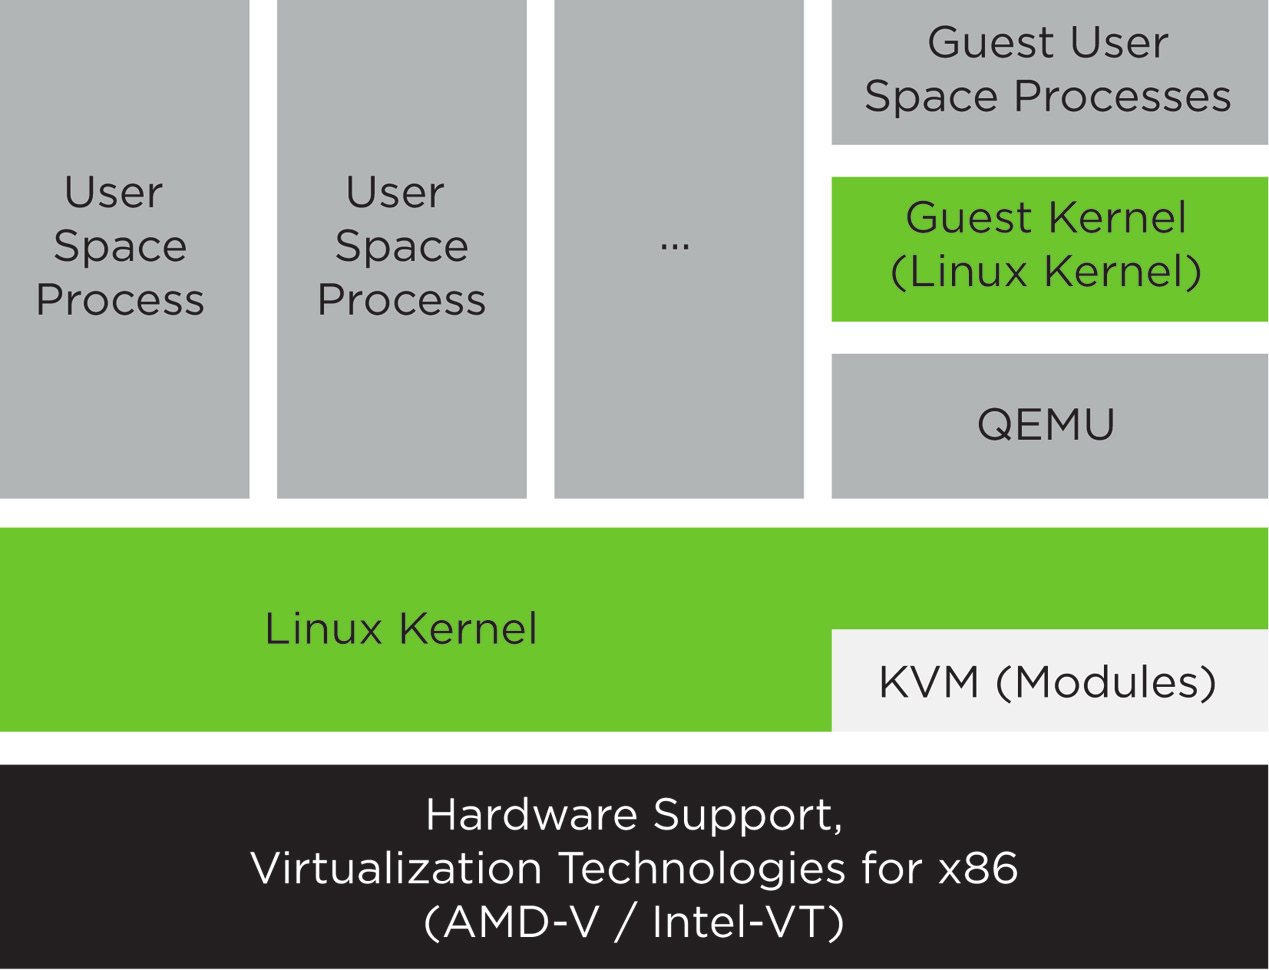 User
Space
Process
User
Space
Process
...
Guest User
Space Processes
Guest Kernel
(Linux Kernel)
QEMU
Linux Kernel
KVM (Modules)
Hardware Support,
Virtualization Technologies for x86
(AMD-V / Intel-VT)